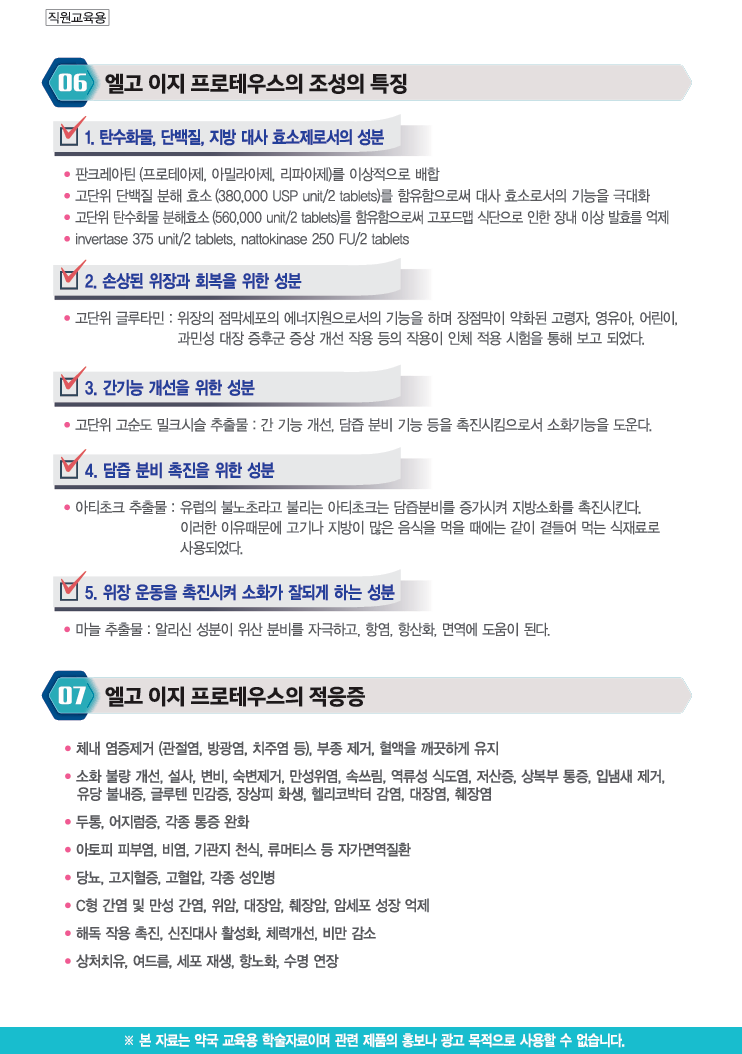 직원교육용
06 엘고 이지 프로테우스의 조성의 특징
1. 탄수화물, 단백질, 지방 대사 효소제로서의 성분
• 판크레아틴 (프로테아제, 아밀라아제, 리파아제)를 이상적으로 배합
• 고단위 단백질 분해 효소 (380,000 USP unit/2 tablets)를 함유함으로써 대사 효소로서의 기능을 극대화
• 고단위 탄수화물 분해효소 (560,000 unit/2 tablets)를 함유함으로써 고포드맵 식단으로 인한 장내 이상 발효를 억제
• invertase 375 unit/2 tablets, nattokinase 250 FU/2 tablets
2. 손상된 위장과 회복을 위한 성분
• 고단위 글루타민 : 위장의 점막세포의 에너지원으로서의 기능을 하며 장점막이 약화된 고령자, 영유아, 어린이,
과민성 대장 증후군 증상 개선 작용 등의 작용이 인체 적용 시험을 통해 보고 되었다.
3. 간기능 개선을 위한 성분
• 고단위 고순도 밀크시슬 추출물 : 간 기능 개선, 담즙 분비 기능 등을 촉진시킴으로서 소화기능을 도운다.
4. 담즙 분비 촉진을 위한 성분
• 아티초크 추출물 : 유럽의 불노초라고 불리는 아티초크는 담즙분비를 증가시켜 지방소화를 촉진시킨다.
이러한 이유때문에 고기나 지방이 많은 음식을 먹을 때에는 같이 곁들여 먹는 식재료로
사용되었다.
5. 위장 운동을 촉진시켜 소화가 잘되게 하는 성분
• 마늘 추출물 : 알리신 성분이 위산 분비를 자극하고, 항염, 항산화, 면역에 도움이 된다.
07 엘고 이지 프로테우스의 적응증
• 체내 염증제거 (관절염, 방광염, 치주염 등), 부종 제거, 혈액을 깨끗하게 유지
• 소화 불량 개선, 설사, 변비, 숙변제거, 만성위염, 속쓰림, 역류성 식도염, 저산증, 상복부 통증, 입냄새 제거,
유당 불내증, 글루텐 민감증, 장상피 화생, 헬리코박터 감염, 대장염, 췌장염
• 두통, 어지럼증, 각종 통증 완화
• 아토피 피부염, 비염, 기관지 천식, 류머티스 등 자가면역질환
• 당뇨, 고지혈증, 고혈압, 각종 성인병
• C형 간염 및 만성 간염, 위암, 대장암, 췌장암, 암세포 성장 억제
• 해독 작용 촉진, 신진대사 활성화, 체력개선, 비만 감소
• 상처치유, 여드름, 세포 재생, 항노화, 수명 연장
※ 본 자료는 약국 교육용 학술자료이며 관련 제품의 홍보나 광고 목적으로 사용할 수 없습니다.